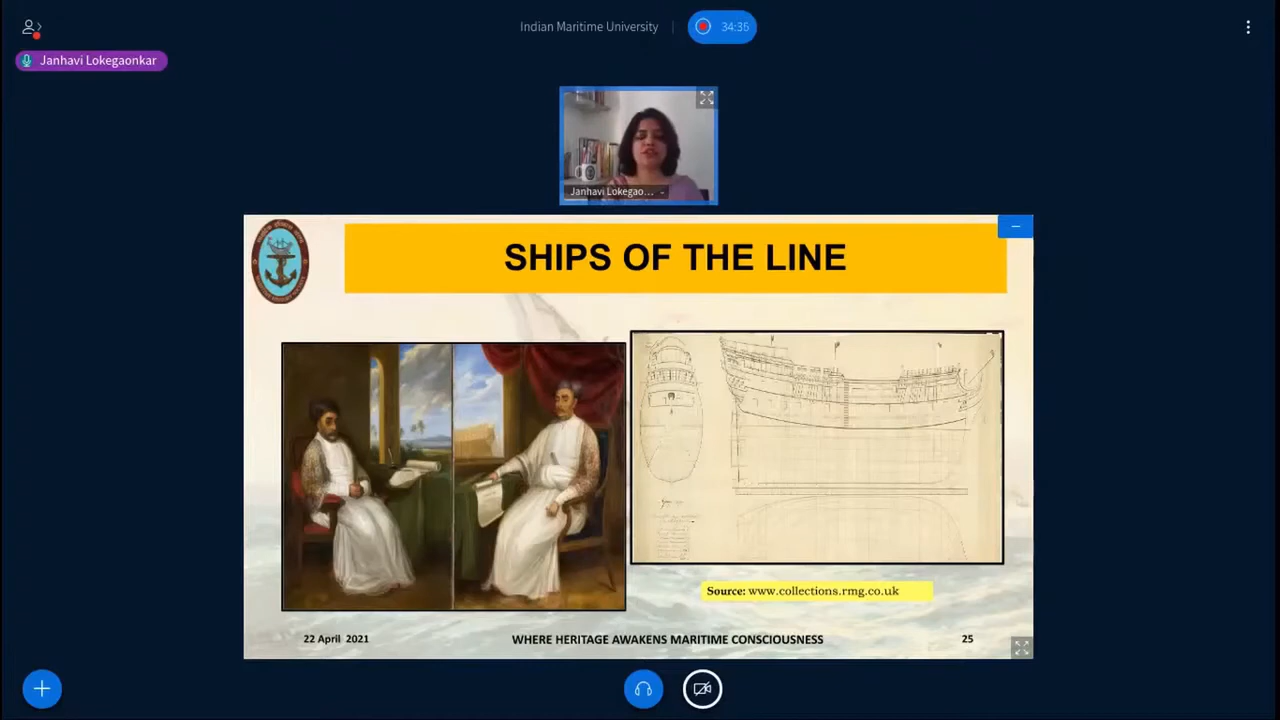 Indian Maritime University
34:36
Janhavi Lokegaonkar
Janhavi Lokegao...
SHIPS OF THE LINE
Source: www.collections.rmg.co.uk
22 April 2021
WHERE HERITAGE AWAKENS MARITIME CONSCIOUSNESS
25